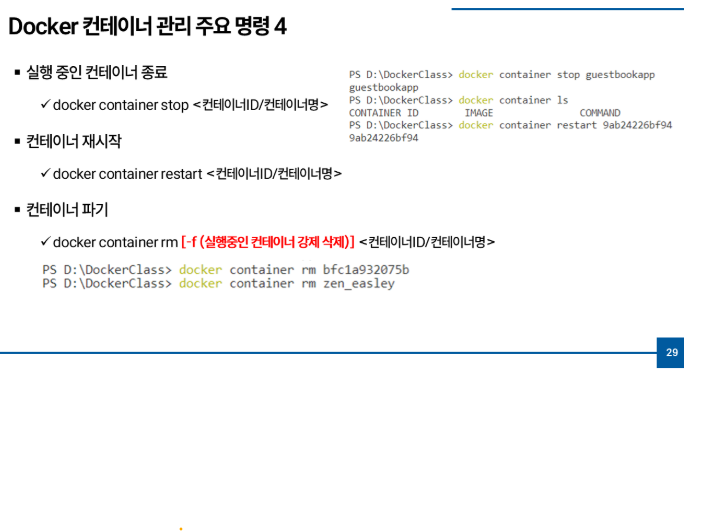 Docker 컨테이너 관리 주요 명령 4
▪ 실행 중인 컨테이너 종료
✓ docker container stop <컨테이너ID/컨테이너명>
PS D:\DockerClass> docker container stop guestbookapp
guestbookapp
PS D:\DockerClass> docker container ls
CONTAINER ID IMAGE COMMAND
PS D:\DockerClass> docker container restart 9ab24226bf94
9ab24226bf94
▪ 컨테이너 재시작
✓ docker container restart <컨테이너ID/컨테이너명>
▪ 컨테이너 파기
✓ docker container rm [-f (실행중인 컨테이너 강제 삭제)] <컨테이너ID/컨테이너명>
PS D:\DockerClass> docker container rm bfc1a932075b
PS D:\DockerClass> docker container rm zen_easley
29